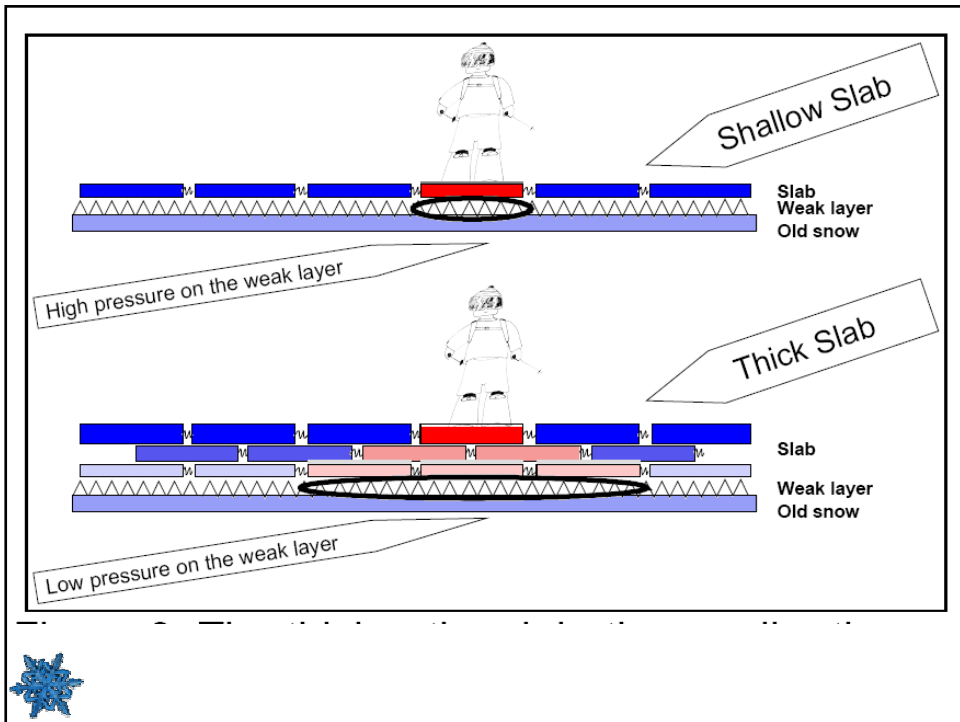 Shallow Slab
Slab
Weak layer
Old snow
High pressure on the weak layer
Thick Slab
Slab
Weak layer
Old snow
Low pressure on the weak layer